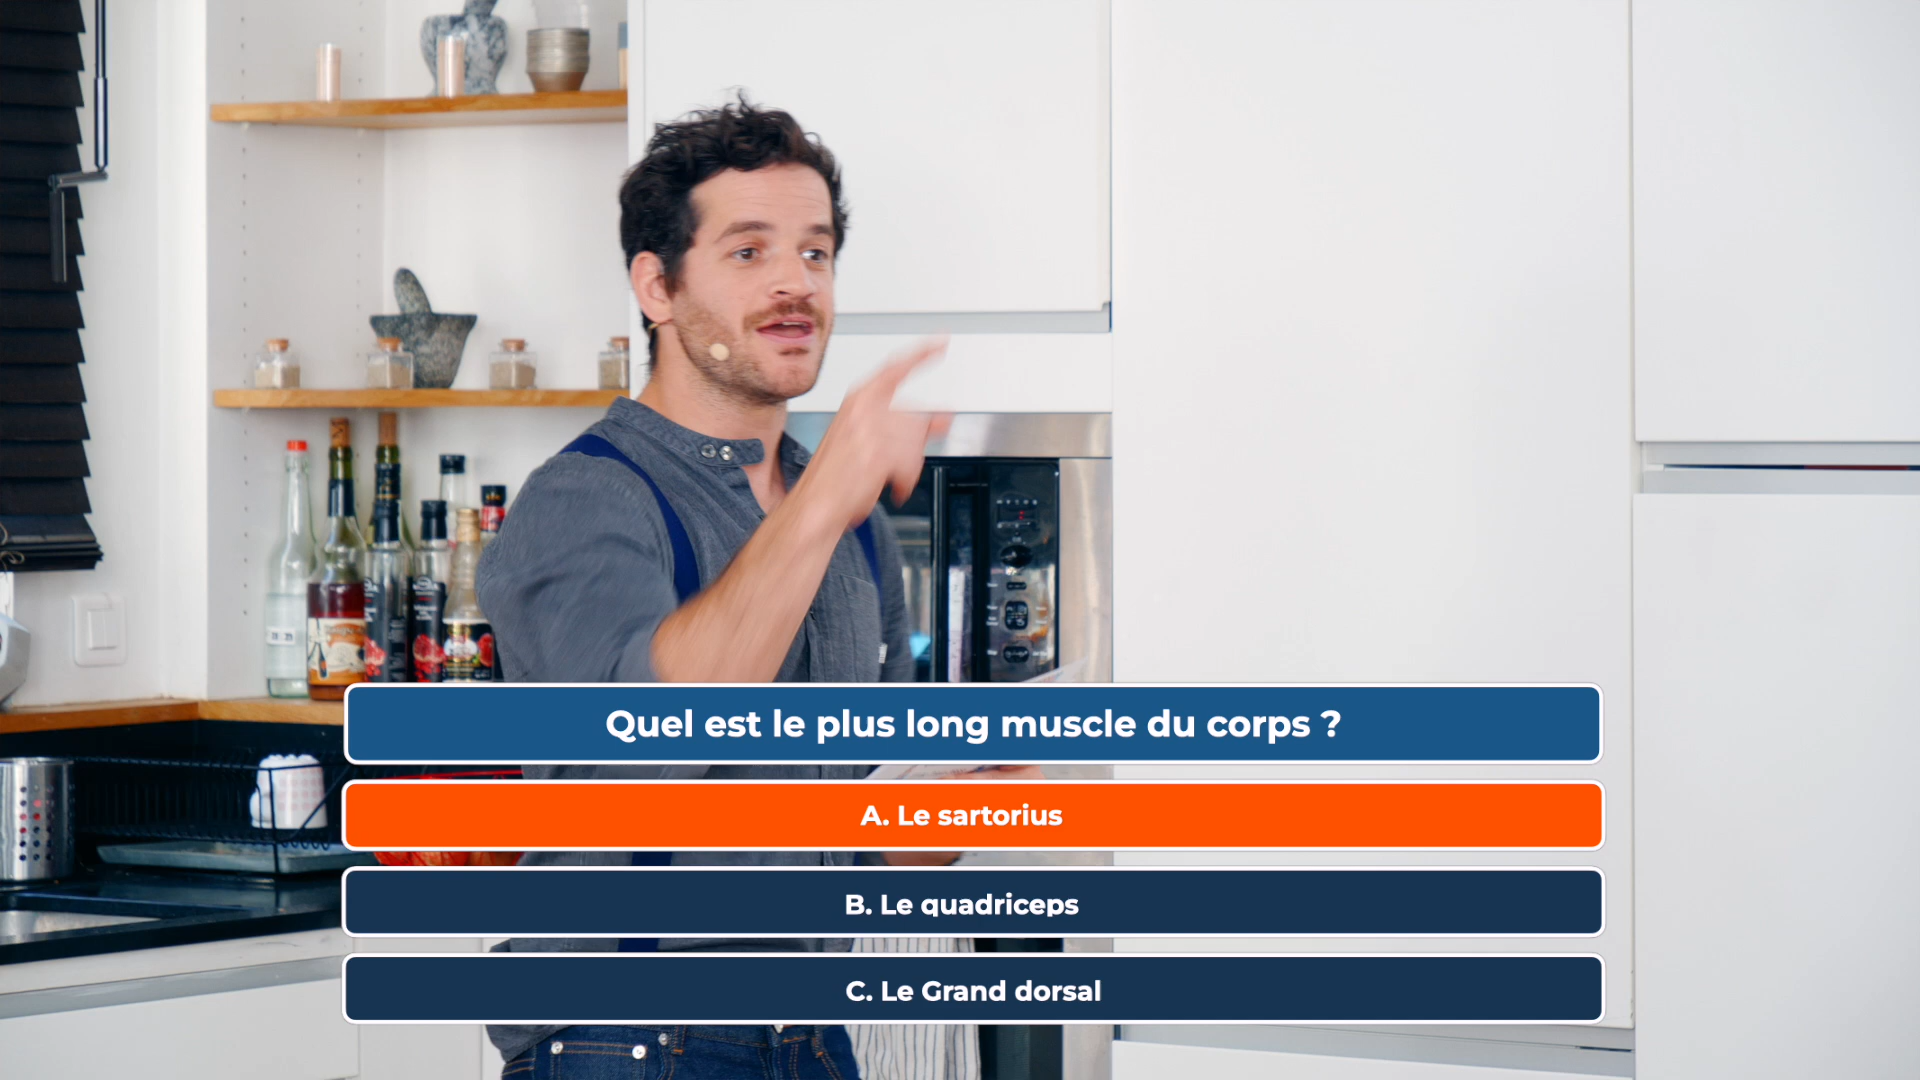 Quel est le plus long muscle du corps ?
A. Le sartorius
B. Le quadriceps
C. Le Grand dorsal